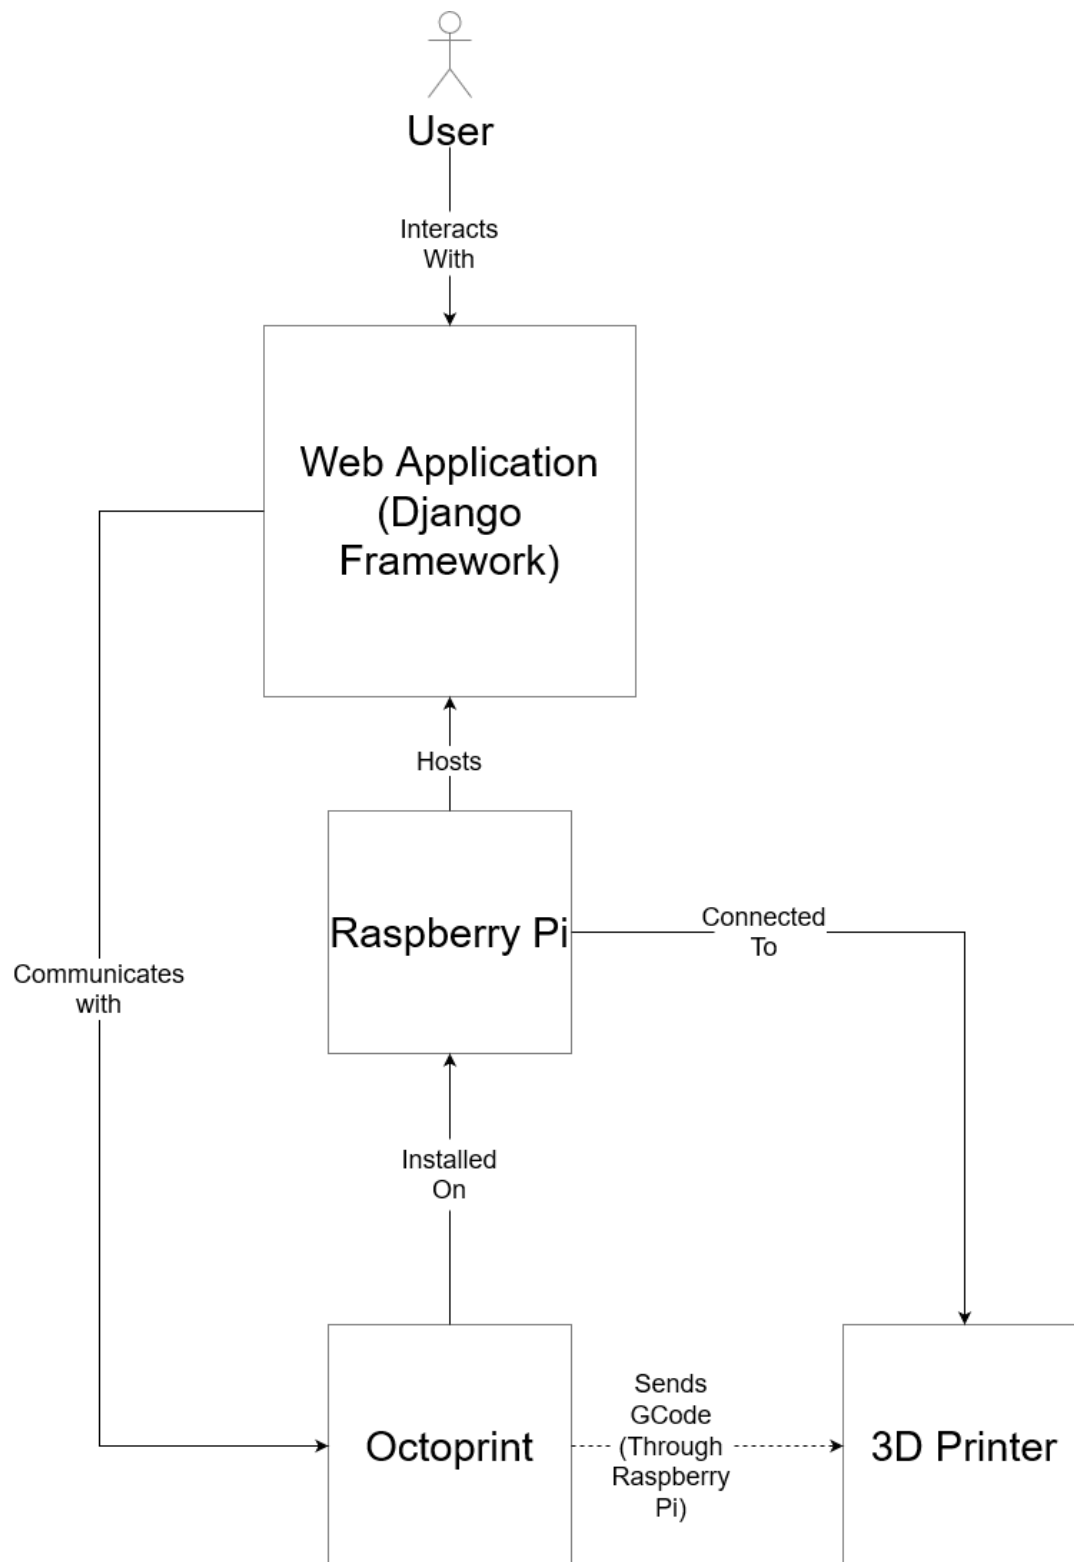 User
Interacts
With
Web Application
(Django
Framework)
Hosts
Raspberry Pi
Connected
To
Communicates
with
Installed
On
Octoprint
Sends
GCode
(Through
Raspberry
Pi)
3D Printer